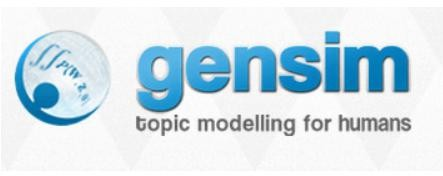 ∫∫P(W,z,θ)
gensim
topic modelling for humans